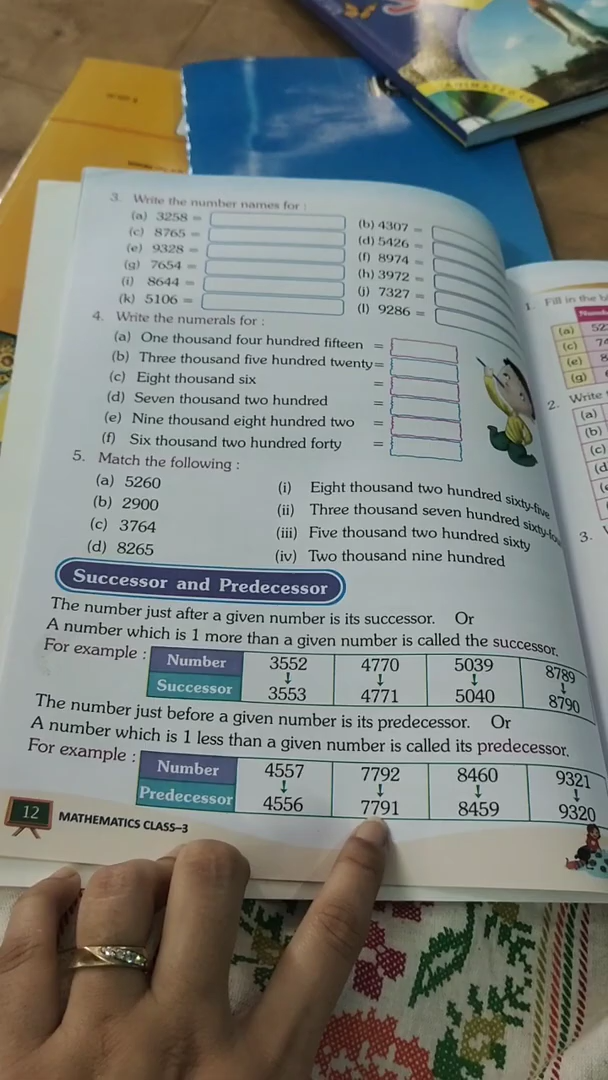 3. Write the number names for :
(a) 3258 =
(b) 4307 =
(c) 8765 =
(d) 5426 =
(e) 9328 =
(f) 8974 =
(g) 7654 =
(h) 3972 =
(i) 8644 =
(j) 7327 =
(k) 5106 =
(l) 9286 =
4. Write the numerals for :
(a) One thousand four hundred fifteen =
(b) Three thousand five hundred twenty=
(c) Eight thousand six =
(d) Seven thousand two hundred =
(e) Nine thousand eight hundred two =
(f) Six thousand two hundred forty =
5. Match the following :
(a) 5260 (i) Eight thousand two hundred sixty-five
(b) 2900 (ii) Three thousand seven hundred
(c) 3764 (iii) Five thousand two hundred sixty
(d) 8265 (iv) Two thousand nine hundred
Successor and Predecessor
The number just after a given number is its successor. Or
A number which is 1 more than a given number is called the successor.
For example :
Number 3552 4770 5039 8789
Successor 3553 4771 5040 8790
The number just before a given number is its predecessor. Or
A number which is 1 less than a given number is called its predecessor.
For example :
Number 4557 7792 8460 9321
Predecessor 4556 7791 8459 9320
12 MATHEMATICS CLASS–3
1. Fill in the
(a)
(c)
(e)
(g)
2. Write
(a)
(b)
(c)
3.